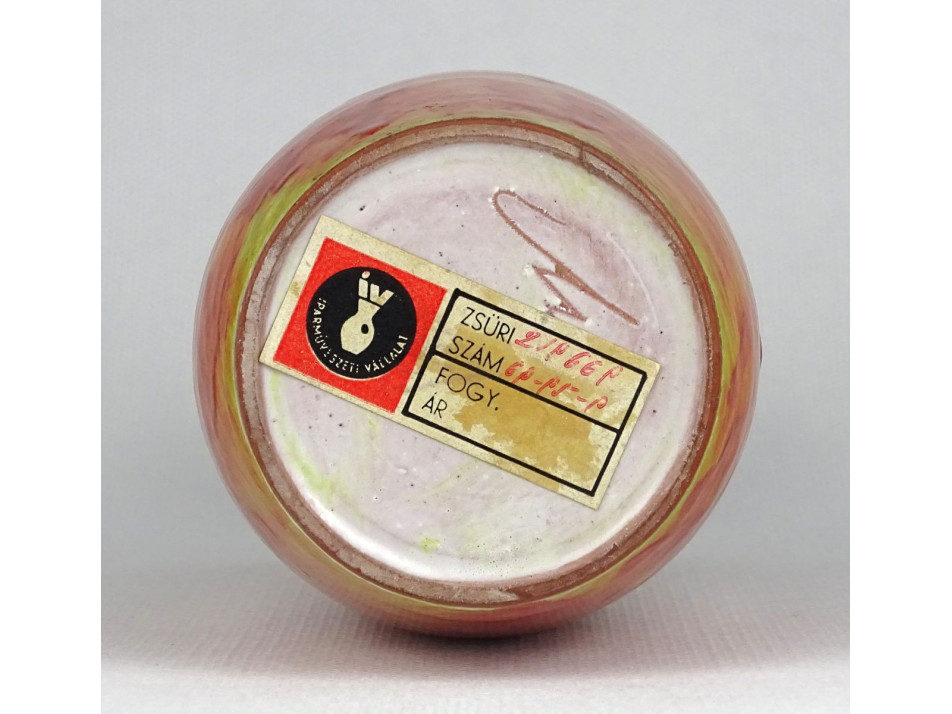 iv
IPARMŰVÉSZETI VÁLLALAT
ZSÜRI
SZÁM
FOGY.
ÁR